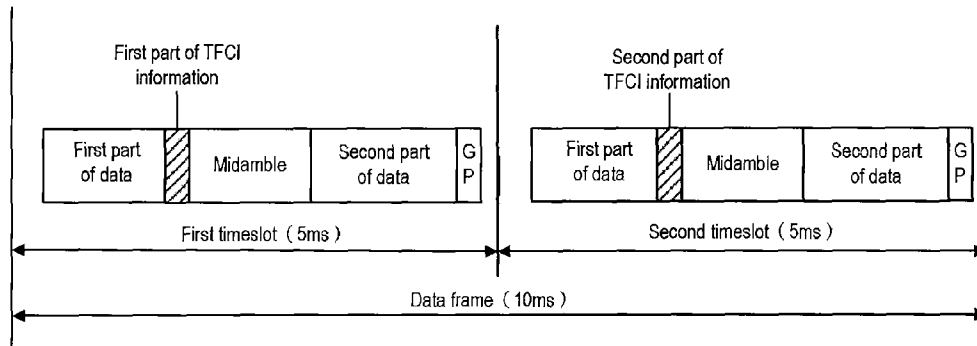 First part of TFCI
information
Second part of
TFCI information
First part
of data
Midamble
Second part
of data
G
P
First part
of data
Midamble
Second part
of data
G
P
First timeslot（5ms）
Second timeslot（5ms）
Data frame（10ms）